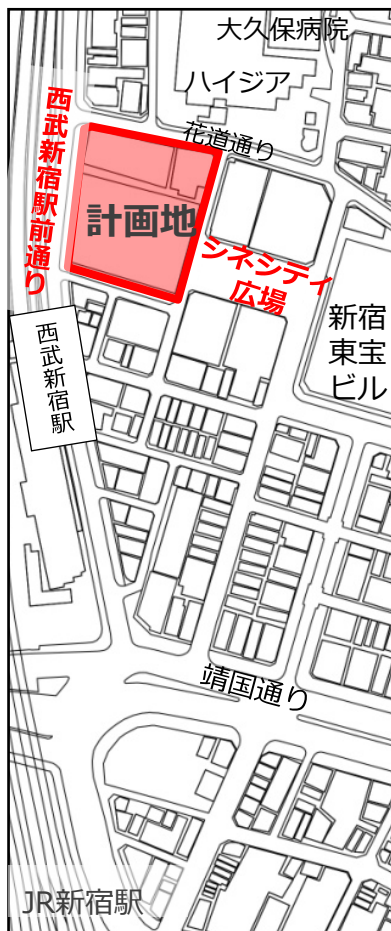 大久保病院
ハイジア
花道通り
西武新宿駅前通り
計画地
シネシティ
広場
新宿
東宝
ビル
西武新宿駅
靖国通り
JR新宿駅